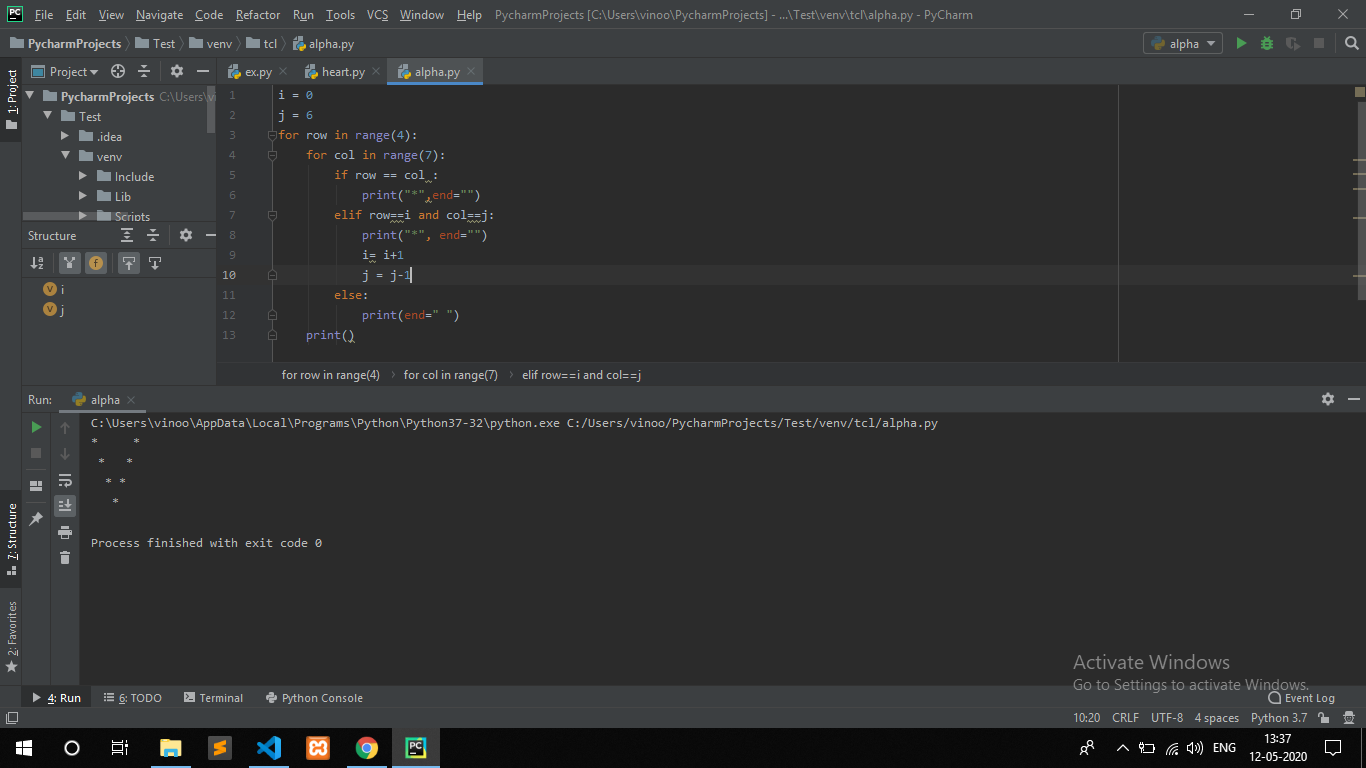 PC File Edit View Navigate Code Refactor Run Tools VCS Window Help PycharmProjects [C:\Users\vinoo\PycharmProjects] - ...\Test\venv\tcl\alpha.py - PyCharm
PycharmProjects Test venv tcl alpha.py alpha
1: Project
Project ex.py heart.py alpha.py
PycharmProjects C:\Users\vi
Test
.idea
venv
Include
Lib
Scripts
Structure
i
j
1 i = 0
2 j = 6
3 for row in range(4):
4     for col in range(7):
5         if row == col :
6             print("*",end="")
7         elif row==i and col==j:
8             print("*", end="")
9             i= i+1
10             j = j-1
11         else:
12             print(end=" ")
13     print()
for row in range(4) › for col in range(7) › elif row==i and col==j
Run: alpha
C:\Users\vinoo\AppData\Local\Programs\Python\Python37-32\python.exe C:/Users/vinoo/PycharmProjects/Test/venv/tcl/alpha.py
*     *
 *   *
  * *
   *
Process finished with exit code 0
7: Structure
2: Favorites
Activate Windows
Go to Settings to activate Windows.
4: Run 6: TODO Terminal Python Console Event Log
10:20 CRLF UTF-8 4 spaces Python 3.7
PC ENG 13:37
12-05-2020